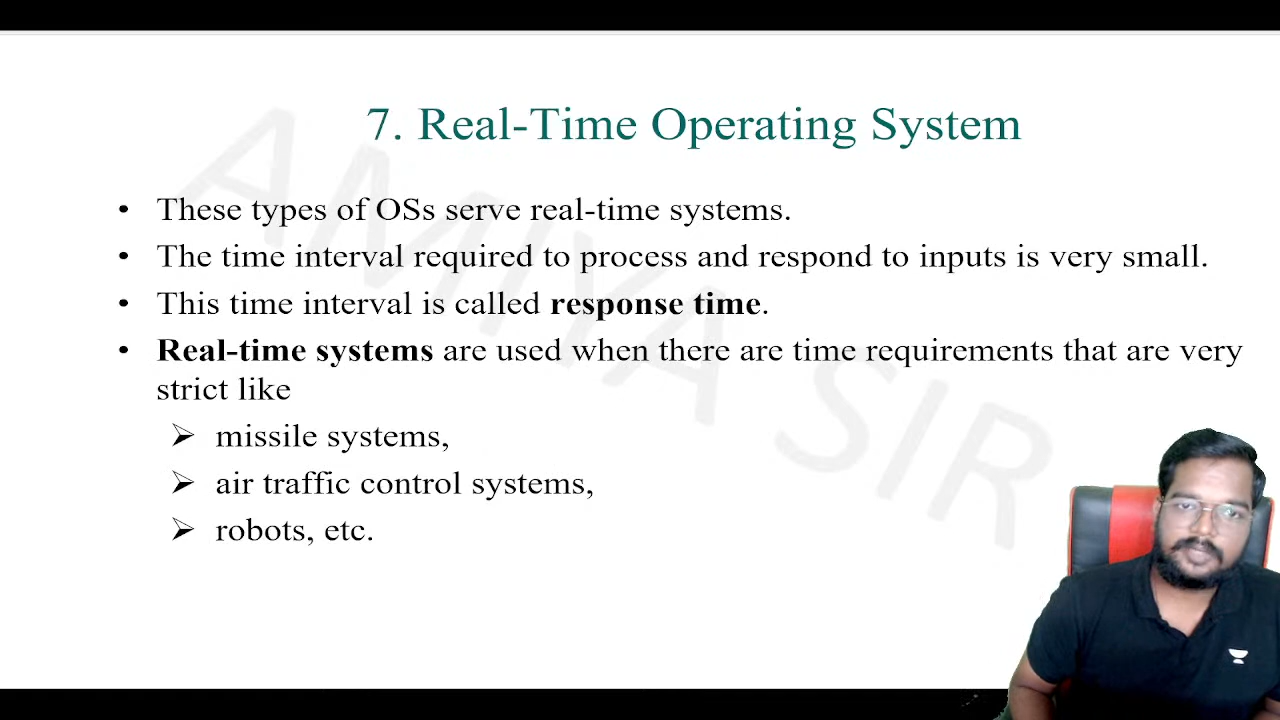 7. Real-Time Operating System
• These types of OSs serve real-time systems.
• The time interval required to process and respond to inputs is very small.
• This time interval is called response time.
• Real-time systems are used when there are time requirements that are very
strict like
➢ missile systems,
➢ air traffic control systems,
➢ robots, etc.
AMIYA SIR